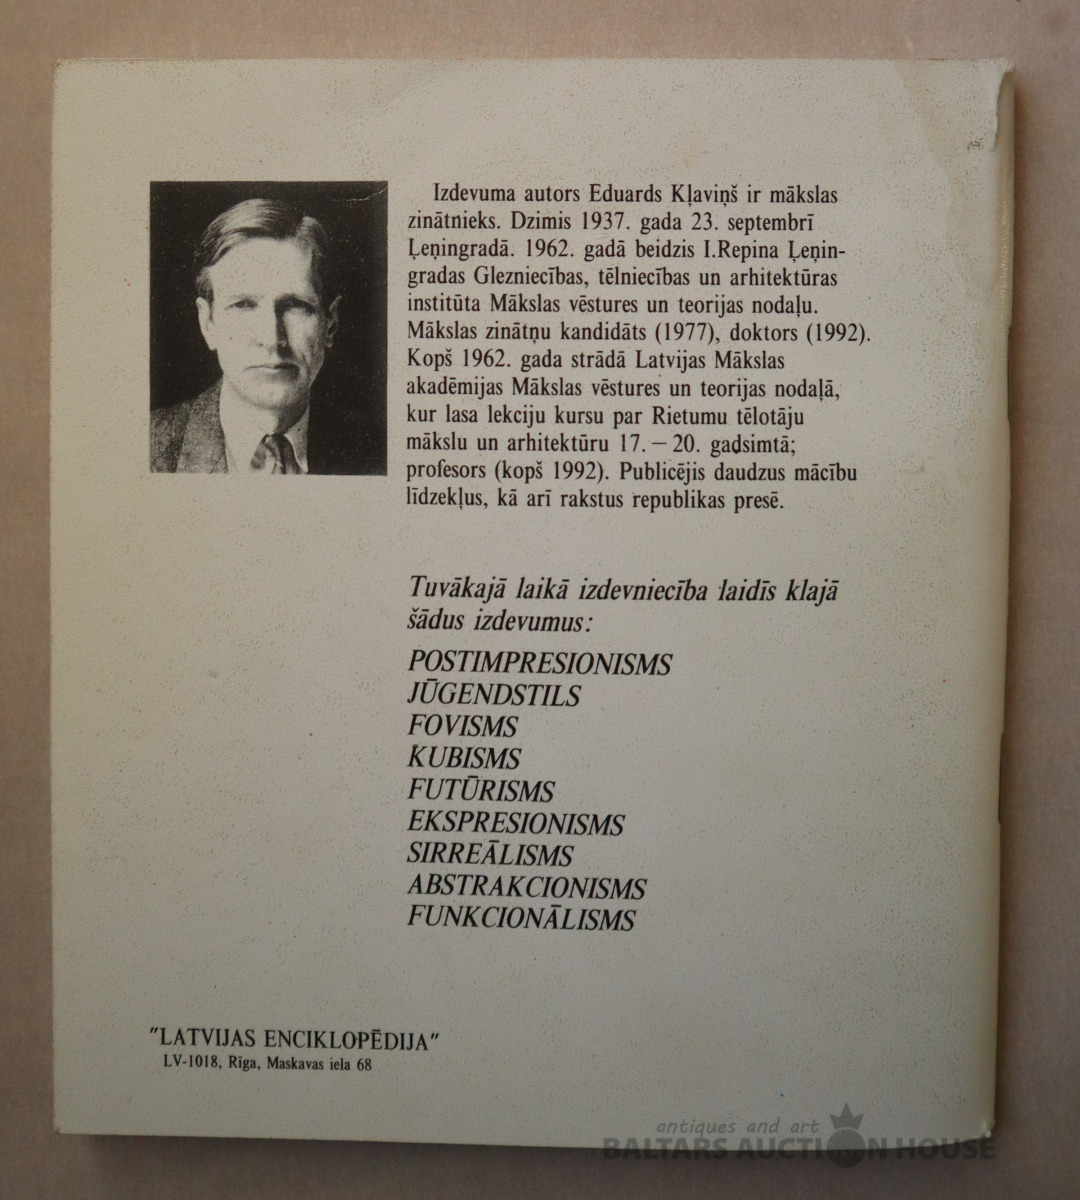 Izdevuma autors Eduards Kļaviņš ir mākslas
zinātnieks. Dzimis 1937. gada 23. septembrī
Ļeņingradā. 1962. gadā beidzis I.Repina Ļeņin-
gradas Glezniecības, tēlniecības un arhitektūras
institūta Mākslas vēstures un teorijas nodaļu.
Mākslas zinātņu kandidāts (1977), doktors (1992).
Kopš 1962. gada strādā Latvijas Mākslas
akadēmijas Mākslas vēstures un teorijas nodaļā,
kur lasa lekciju kursu par Rietumu tēlotāju
mākslu un arhitektūru 17. — 20. gadsimtā;
profesors (kopš 1992). Publicējis daudzus mācību
līdzekļus, kā arī rakstus republikas presē.
Tuvākajā laikā izdevniecība laidīs klajā
šādus izdevumus:
POSTIMPRESIONISMS
JŪGENDSTILS
FOVISMS
KUBISMS
FUTŪRISMS
EKSPRESIONISMS
SIRREĀLISMS
ABSTRAKCIONISMS
FUNKCIONĀLISMS
"LATVIJAS ENCIKLOPĒDIJA"
LV-1018, Rīga, Maskavas iela 68
antiques and art
BALTARS AUCTION HOUSE